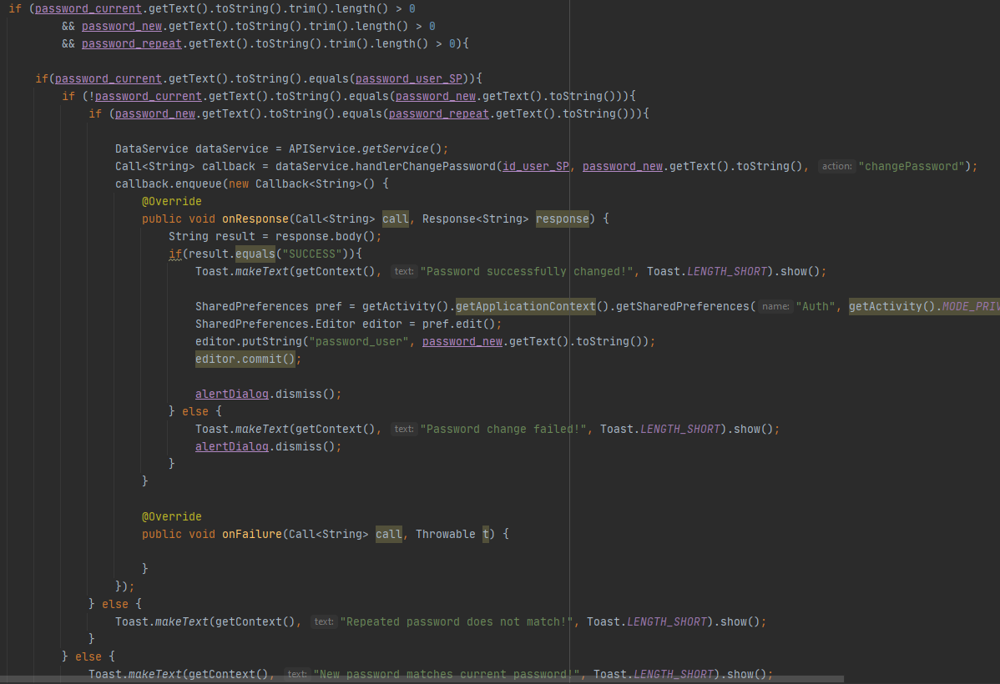 if (password_current.getText().toString().trim().length() > 0
&& password_new.getText().toString().trim().length() > 0
&& password_repeat.getText().toString().trim().length() > 0){
if(password_current.getText().toString().equals(password_user_SP)){
if (!password_current.getText().toString().equals(password_new.getText().toString())){
if (password_new.getText().toString().equals(password_repeat.getText().toString())){
DataService dataService = APIService.getService();
Call<String> callback = dataService.handlerChangePassword(id_user_SP, password_new.getText().toString(), action: "changePassword");
callback.enqueue(new Callback<String>() {
@Override
public void onResponse(Call<String> call, Response<String> response) {
String result = response.body();
if(result.equals("SUCCESS")){
Toast.makeText(getContext(), text: "Password successfully changed!", Toast.LENGTH_SHORT).show();
SharedPreferences pref = getActivity().getApplicationContext().getSharedPreferences( name: "Auth", getActivity().MODE_PRIV
SharedPreferences.Editor editor = pref.edit();
editor.putString("password_user", password_new.getText().toString());
editor.commit();
alertDialog.dismiss();
} else {
Toast.makeText(getContext(), text: "Password change failed!", Toast.LENGTH_SHORT).show();
alertDialog.dismiss();
}
}
@Override
public void onFailure(Call<String> call, Throwable t) {
}
});
} else {
Toast.makeText(getContext(), text: "Repeated password does not match!", Toast.LENGTH_SHORT).show();
}
} else {
Toast.makeText(getContext(), text: "New password matches current password!", Toast.LENGTH_SHORT).show();